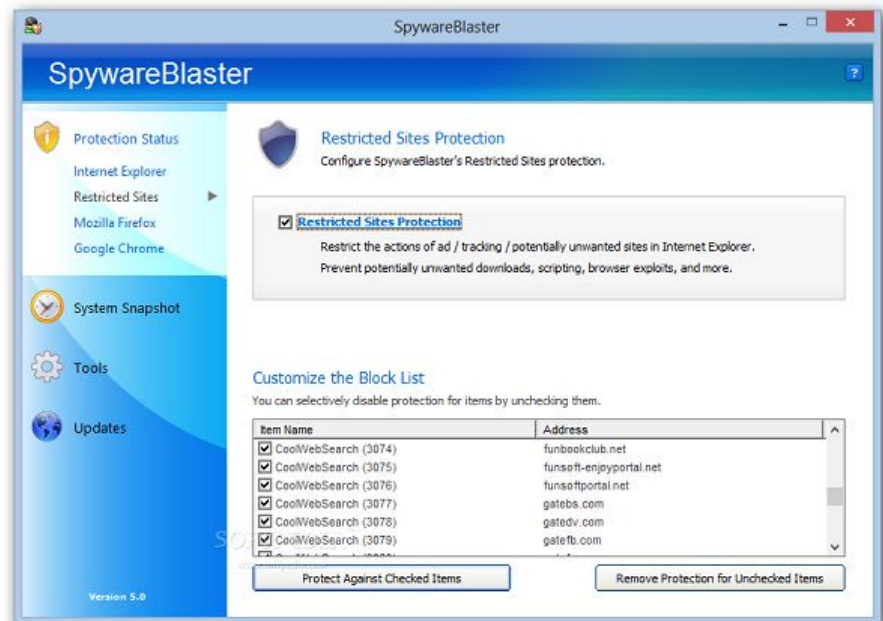 SpywareBlaster
SpywareBlaster
?
Protection Status
Internet Explorer
Restricted Sites
Mozilla Firefox
Google Chrome
System Snapshot
Tools
Updates
Version 5.0
Restricted Sites Protection
Configure SpywareBlaster's Restricted Sites protection.
Restricted Sites Protection
Restrict the actions of ad / tracking / potentially unwanted sites in Internet Explorer.
Prevent potentially unwanted downloads, scripting, browser exploits, and more.
Customize the Block List
You can selectively disable protection for items by unchecking them.
Item Name Address
CoolWebSearch (3074) funbookclub.net
CoolWebSearch (3075) funsoft-enjoyportal.net
CoolWebSearch (3076) funsoftportal.net
CoolWebSearch (3077) gatebs.com
CoolWebSearch (3078) gatedv.com
CoolWebSearch (3079) gatefb.com
Protect Against Checked Items Remove Protection for Unchecked Items